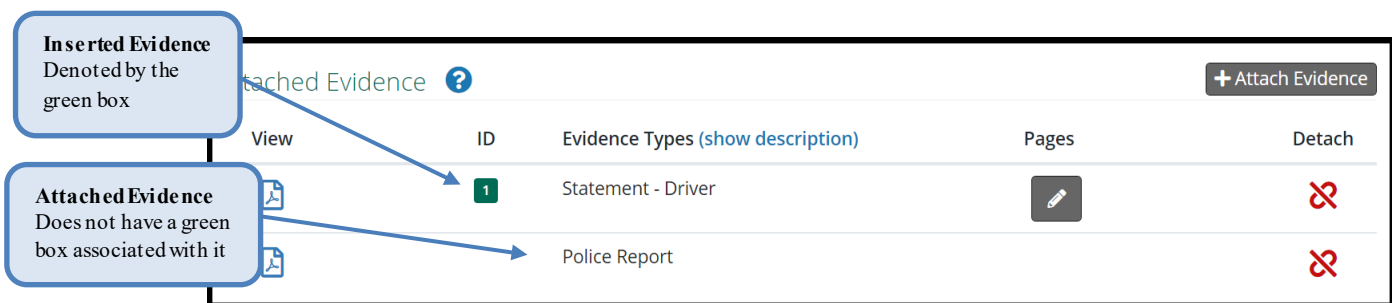 Inserted Evidence
Denoted by the
green box
tached Evidence ?
+ Attach Evidence
View ID Evidence Types (show description) Pages Detach
Attached Evidence
Does not have a green
box associated with it
1 Statement - Driver
Police Report